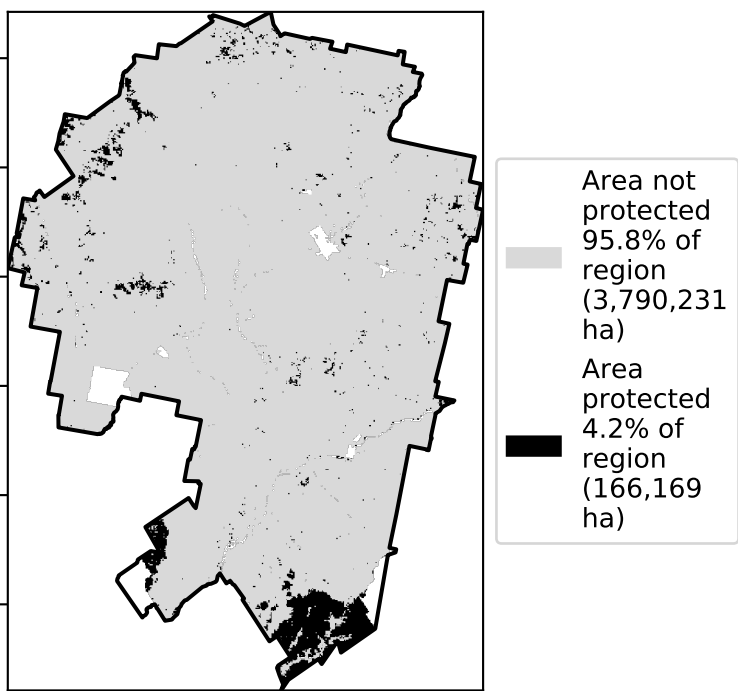 Area not
protected
95.8% of
region
(3,790,231
ha)
Area
protected
4.2% of
region
(166,169
ha)